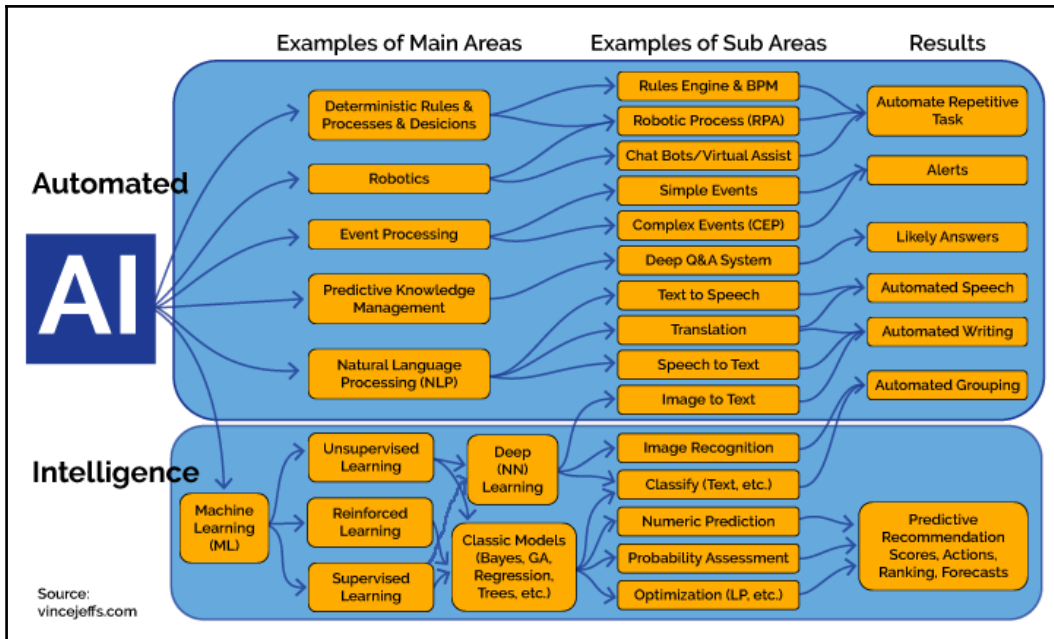 Examples of Main Areas
Examples of Sub Areas
Results
Automated
AI
Deterministic Rules &
Processes & Desicions
Robotics
Event Processing
Predictive Knowledge
Management
Natural Language
Processing (NLP)
Rules Engine & BPM
Robotic Process (RPA)
Chat Bots/Virtual Assist
Simple Events
Complex Events (CEP)
Deep Q&A System
Text to Speech
Translation
Speech to Text
Image to Text
Automate Repetitive
Task
Alerts
Likely Answers
Automated Speech
Automated Writing
Automated Grouping
Intelligence
Machine
Learning
(ML)
Unsupervised
Learning
Reinforced
Learning
Supervised
Learning
Deep
(NN)
Learning
Classic Models
(Bayes, GA,
Regression,
Trees, etc.)
Image Recognition
Classify (Text, etc.)
Numeric Prediction
Probability Assessment
Optimization (LP, etc.)
Predictive
Recommendation
Scores, Actions,
Ranking, Forecasts
Source:
vincejeffs.com